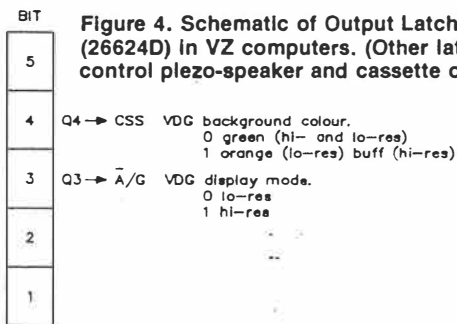 BIT
Figure 4. Schematic of Output Latch
(26624D) in VZ computers. (Other lat
control piezo-speaker and cassette o
5
4 Q4→ CSS VDG background colour.
0 green (hi- and lo-res)
1 orange (lo-res) buff (hi-res)
3 Q3→ A̅/G VDG display mode.
0 lo-res
1 hi-res
2
1